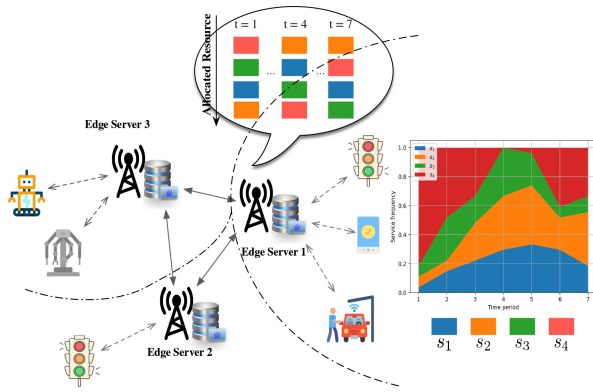 t = 1
t = 4
t = 7
Allocated Resource
...
...
Edge Server 3
Edge Server 1
Edge Server 2
s₁
s₂
s₃
s₄
1.0
0.8
0.6
0.4
0.2
0.0
Service frequency
1 2 3 4 5 6 7
Time period
s₁ s₂ s₃ s₄